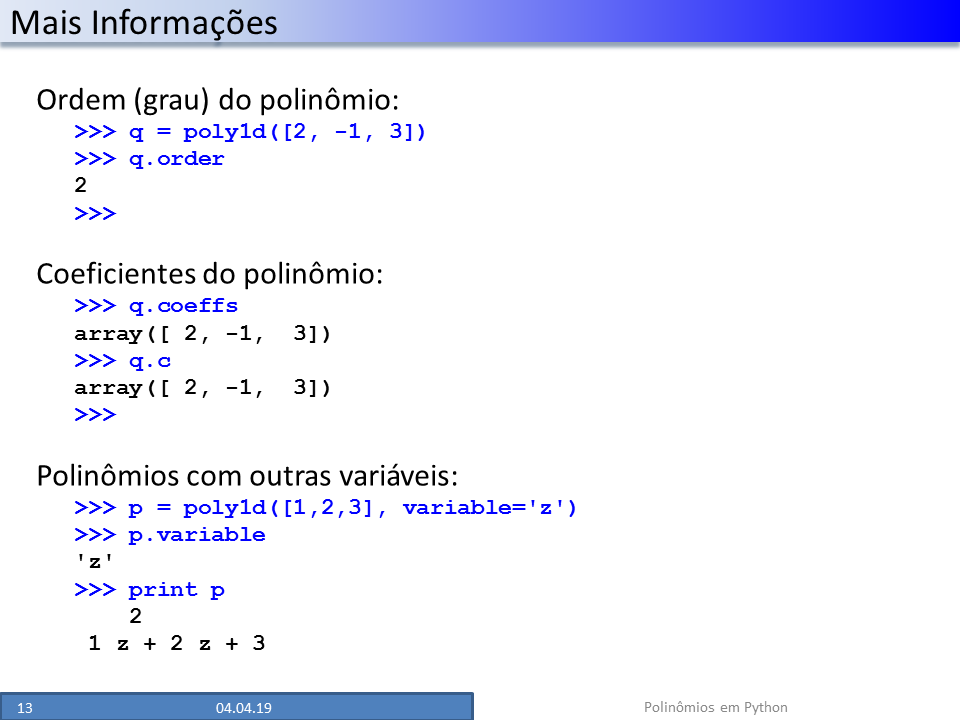 Mais Informações
Ordem (grau) do polinômio:
>>> q = poly1d([2, -1, 3])
>>> q.order
2
>>>
Coeficientes do polinômio:
>>> q.coeffs
array([ 2, -1,  3])
>>> q.c
array([ 2, -1,  3])
>>>
Polinômios com outras variáveis:
>>> p = poly1d([1,2,3], variable='z')
>>> p.variable
'z'
>>> print p
    2
 1 z + 2 z + 3
13 04.04.19 Polinômios em Python